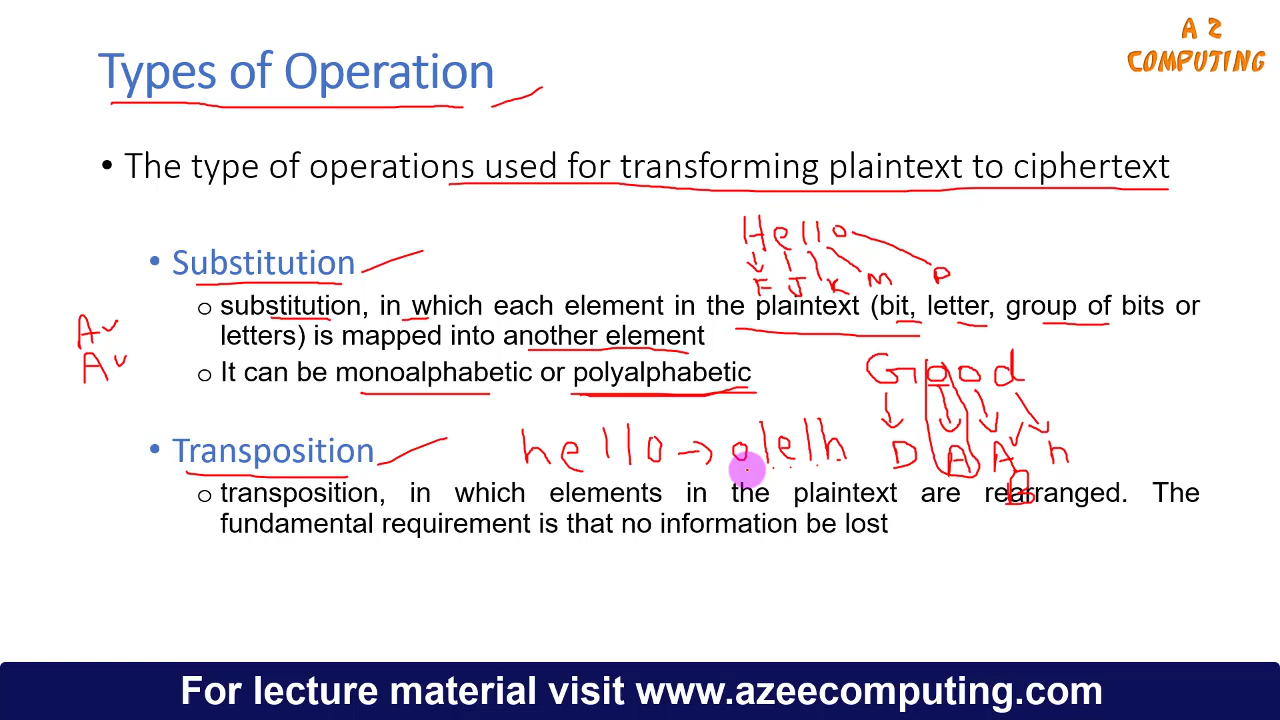 A 2
COMPUTING
Types of Operation
• The type of operations used for transforming plaintext to ciphertext
Hello
F J K M P
• Substitution
o substitution, in which each element in the plaintext (bit, letter, group of bits or
letters) is mapped into another element
A
A
o It can be monoalphabetic or polyalphabetic
Good
D A A h
B
• Transposition
hello → olelh
o transposition, in which elements in the plaintext are rearranged. The
fundamental requirement is that no information be lost
For lecture material visit www.azeecomputing.com